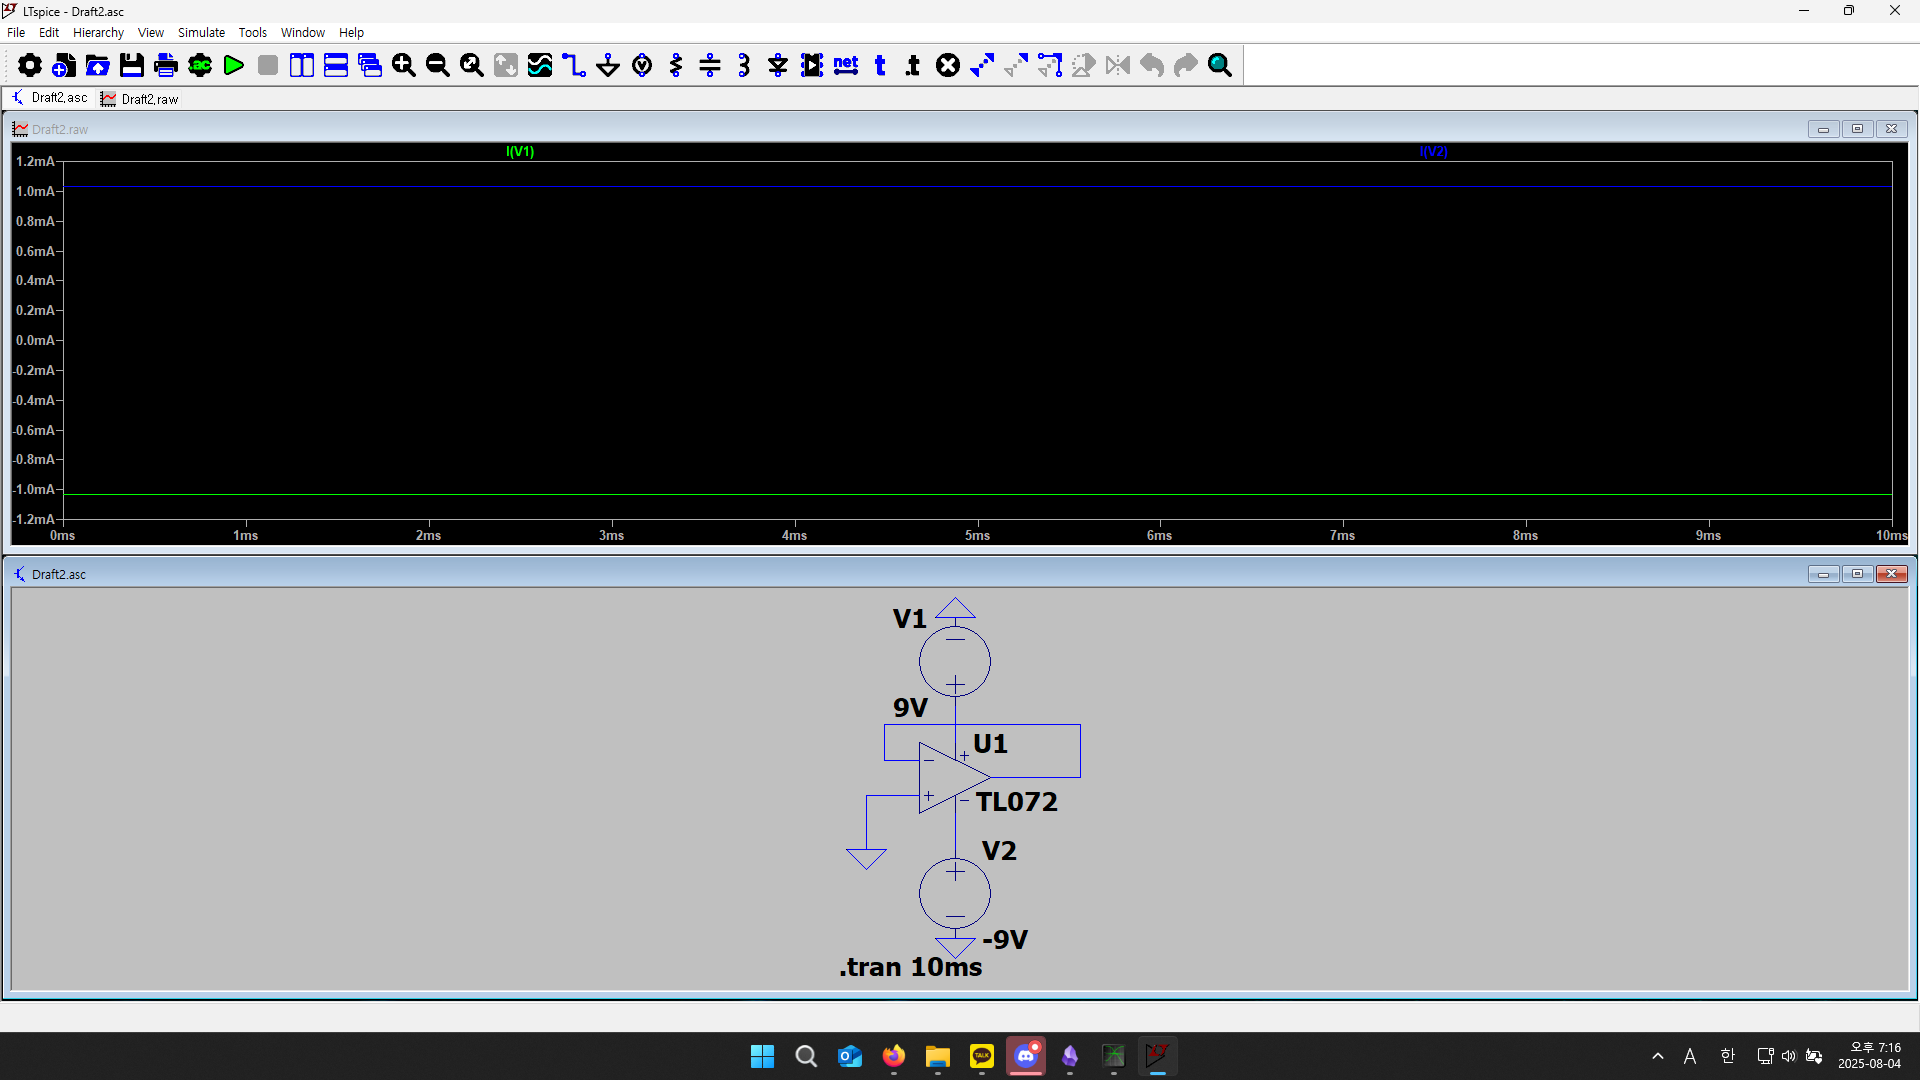 LTspice - Draft2.asc
File Edit Hierarchy View Simulate Tools Window Help
.ac net t .t
Draft2.asc Draft2.raw
Draft2.raw
I(V1) I(V2)
1.2mA
1.0mA
0.8mA
0.6mA
0.4mA
0.2mA
0.0mA
-0.2mA
-0.4mA
-0.6mA
-0.8mA
-1.0mA
-1.2mA
0ms 1ms 2ms 3ms 4ms 5ms 6ms 7ms 8ms 9ms 10ms
Draft2.asc
V1
9V
U1
TL072
V2
-9V
.tran 10ms
TALK
A 한 오후 7:16
2025-08-04